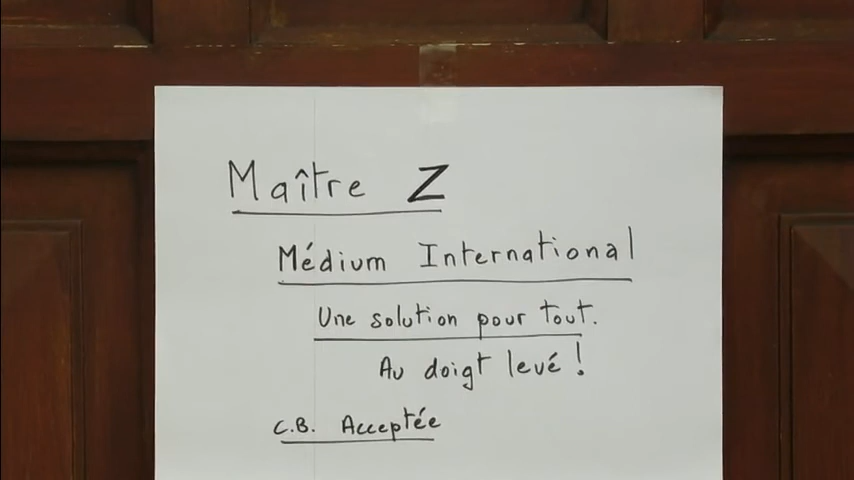 Maître Z
Médium International
Une solution pour tout.
Au doigt levé !
C.B. Acceptée